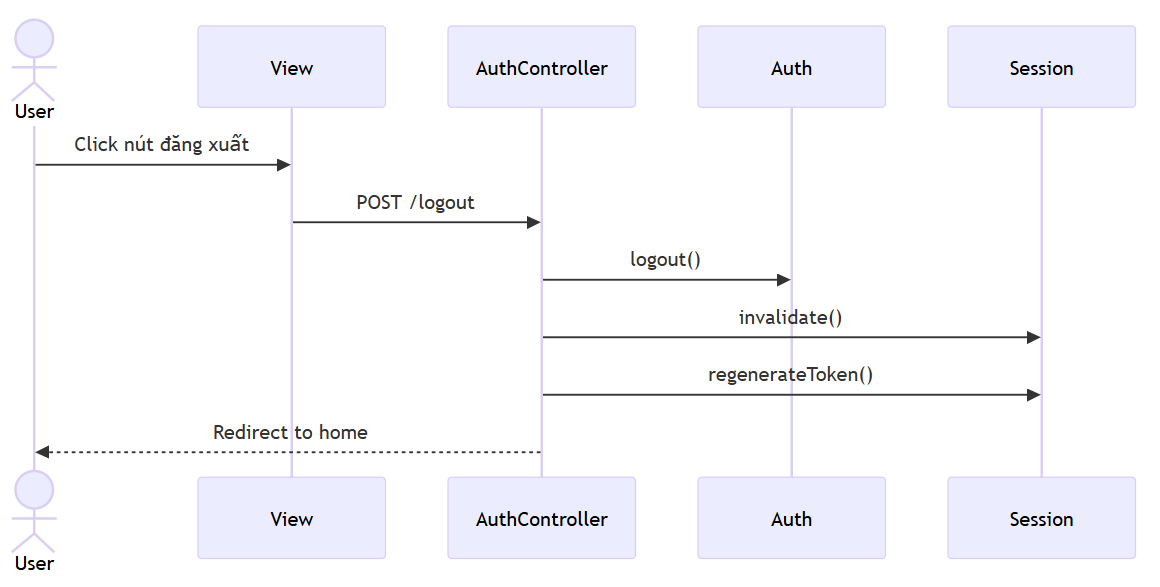 User
View
AuthController
Auth
Session
Click nút đăng xuất
POST /logout
logout()
invalidate()
regenerateToken()
Redirect to home
User
View
AuthController
Auth
Session